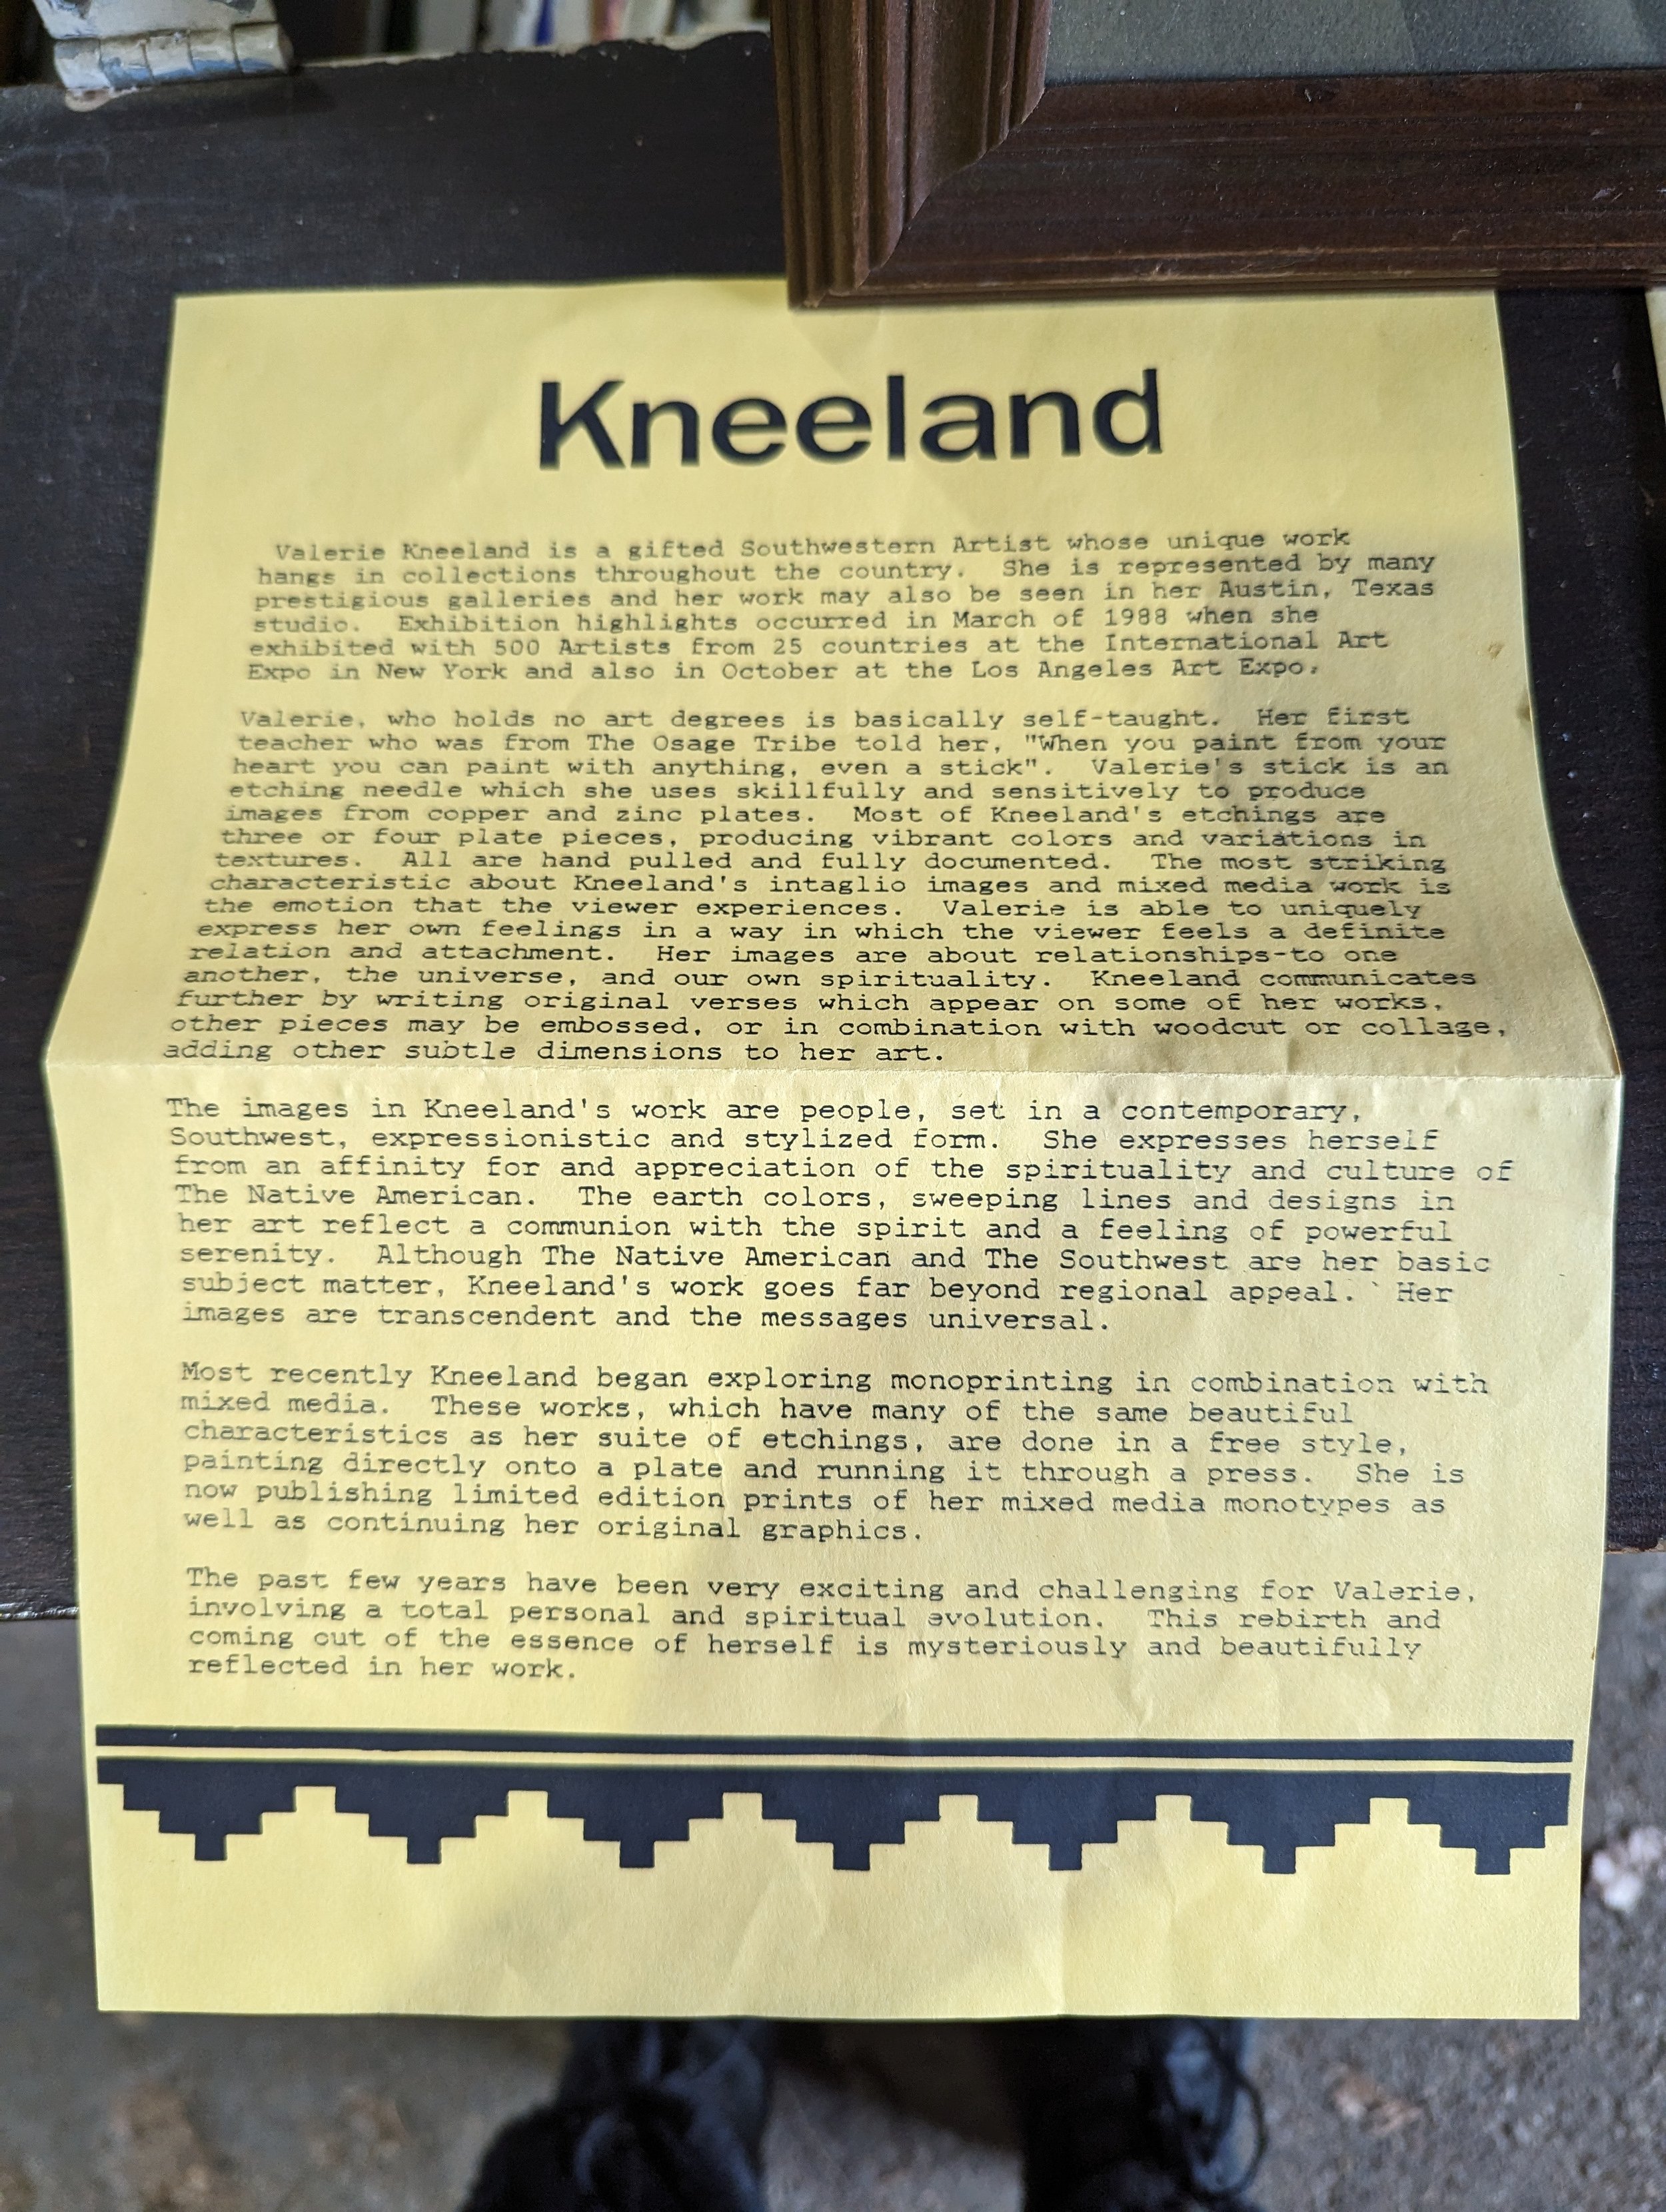 Kneeland
Valerie Kneeland is a gifted Southwestern Artist whose unique work
hangs in collections throughout the country. She is represented by many
prestigious galleries and her work may also be seen in her Austin, Texas
studio. Exhibition highlights occurred in March of 1988 when she
exhibited with 500 Artists from 25 countries at the International Art
Expo in New York and also in October at the Los Angeles Art Expo.
Valerie, who holds no art degrees is basically self-taught. Her first
teacher who was from The Osage Tribe told her, "When you paint from your
heart you can paint with anything, even a stick". Valerie's stick is an
etching needle which she uses skillfully and sensitively to produce
images from copper and zinc plates. Most of Kneeland's etchings are
three or four plate pieces, producing vibrant colors and variations in
textures. All are hand pulled and fully documented. The most striking
characteristic about Kneeland's intaglio images and mixed media work is
the emotion that the viewer experiences. Valerie is able to uniquely
express her own feelings in a way in which the viewer feels a definite
relation and attachment. Her images are about relationships-to one
another, the universe, and our own spirituality. Kneeland communicates
further by writing original verses which appear on some of her works,
other pieces may be embossed, or in combination with woodcut or collage,
adding other subtle dimensions to her art.
The images in Kneeland's work are people, set in a contemporary,
Southwest, expressionistic and stylized form. She expresses herself
from an affinity for and appreciation of the spirituality and culture of
The Native American. The earth colors, sweeping lines and designs in
her art reflect a communion with the spirit and a feeling of powerful
serenity. Although The Native American and The Southwest are her basic
subject matter, Kneeland's work goes far beyond regional appeal. Her
images are transcendent and the messages universal.
Most recently Kneeland began exploring monoprinting in combination with
mixed media. These works, which have many of the same beautiful
characteristics as her suite of etchings, are done in a free style,
painting directly onto a plate and running it through a press. She is
now publishing limited edition prints of her mixed media monotypes as
well as continuing her original graphics.
The past few years have been very exciting and challenging for Valerie,
involving a total personal and spiritual evolution. This rebirth and
coming out of the essence of herself is mysteriously and beautifully
reflected in her work.